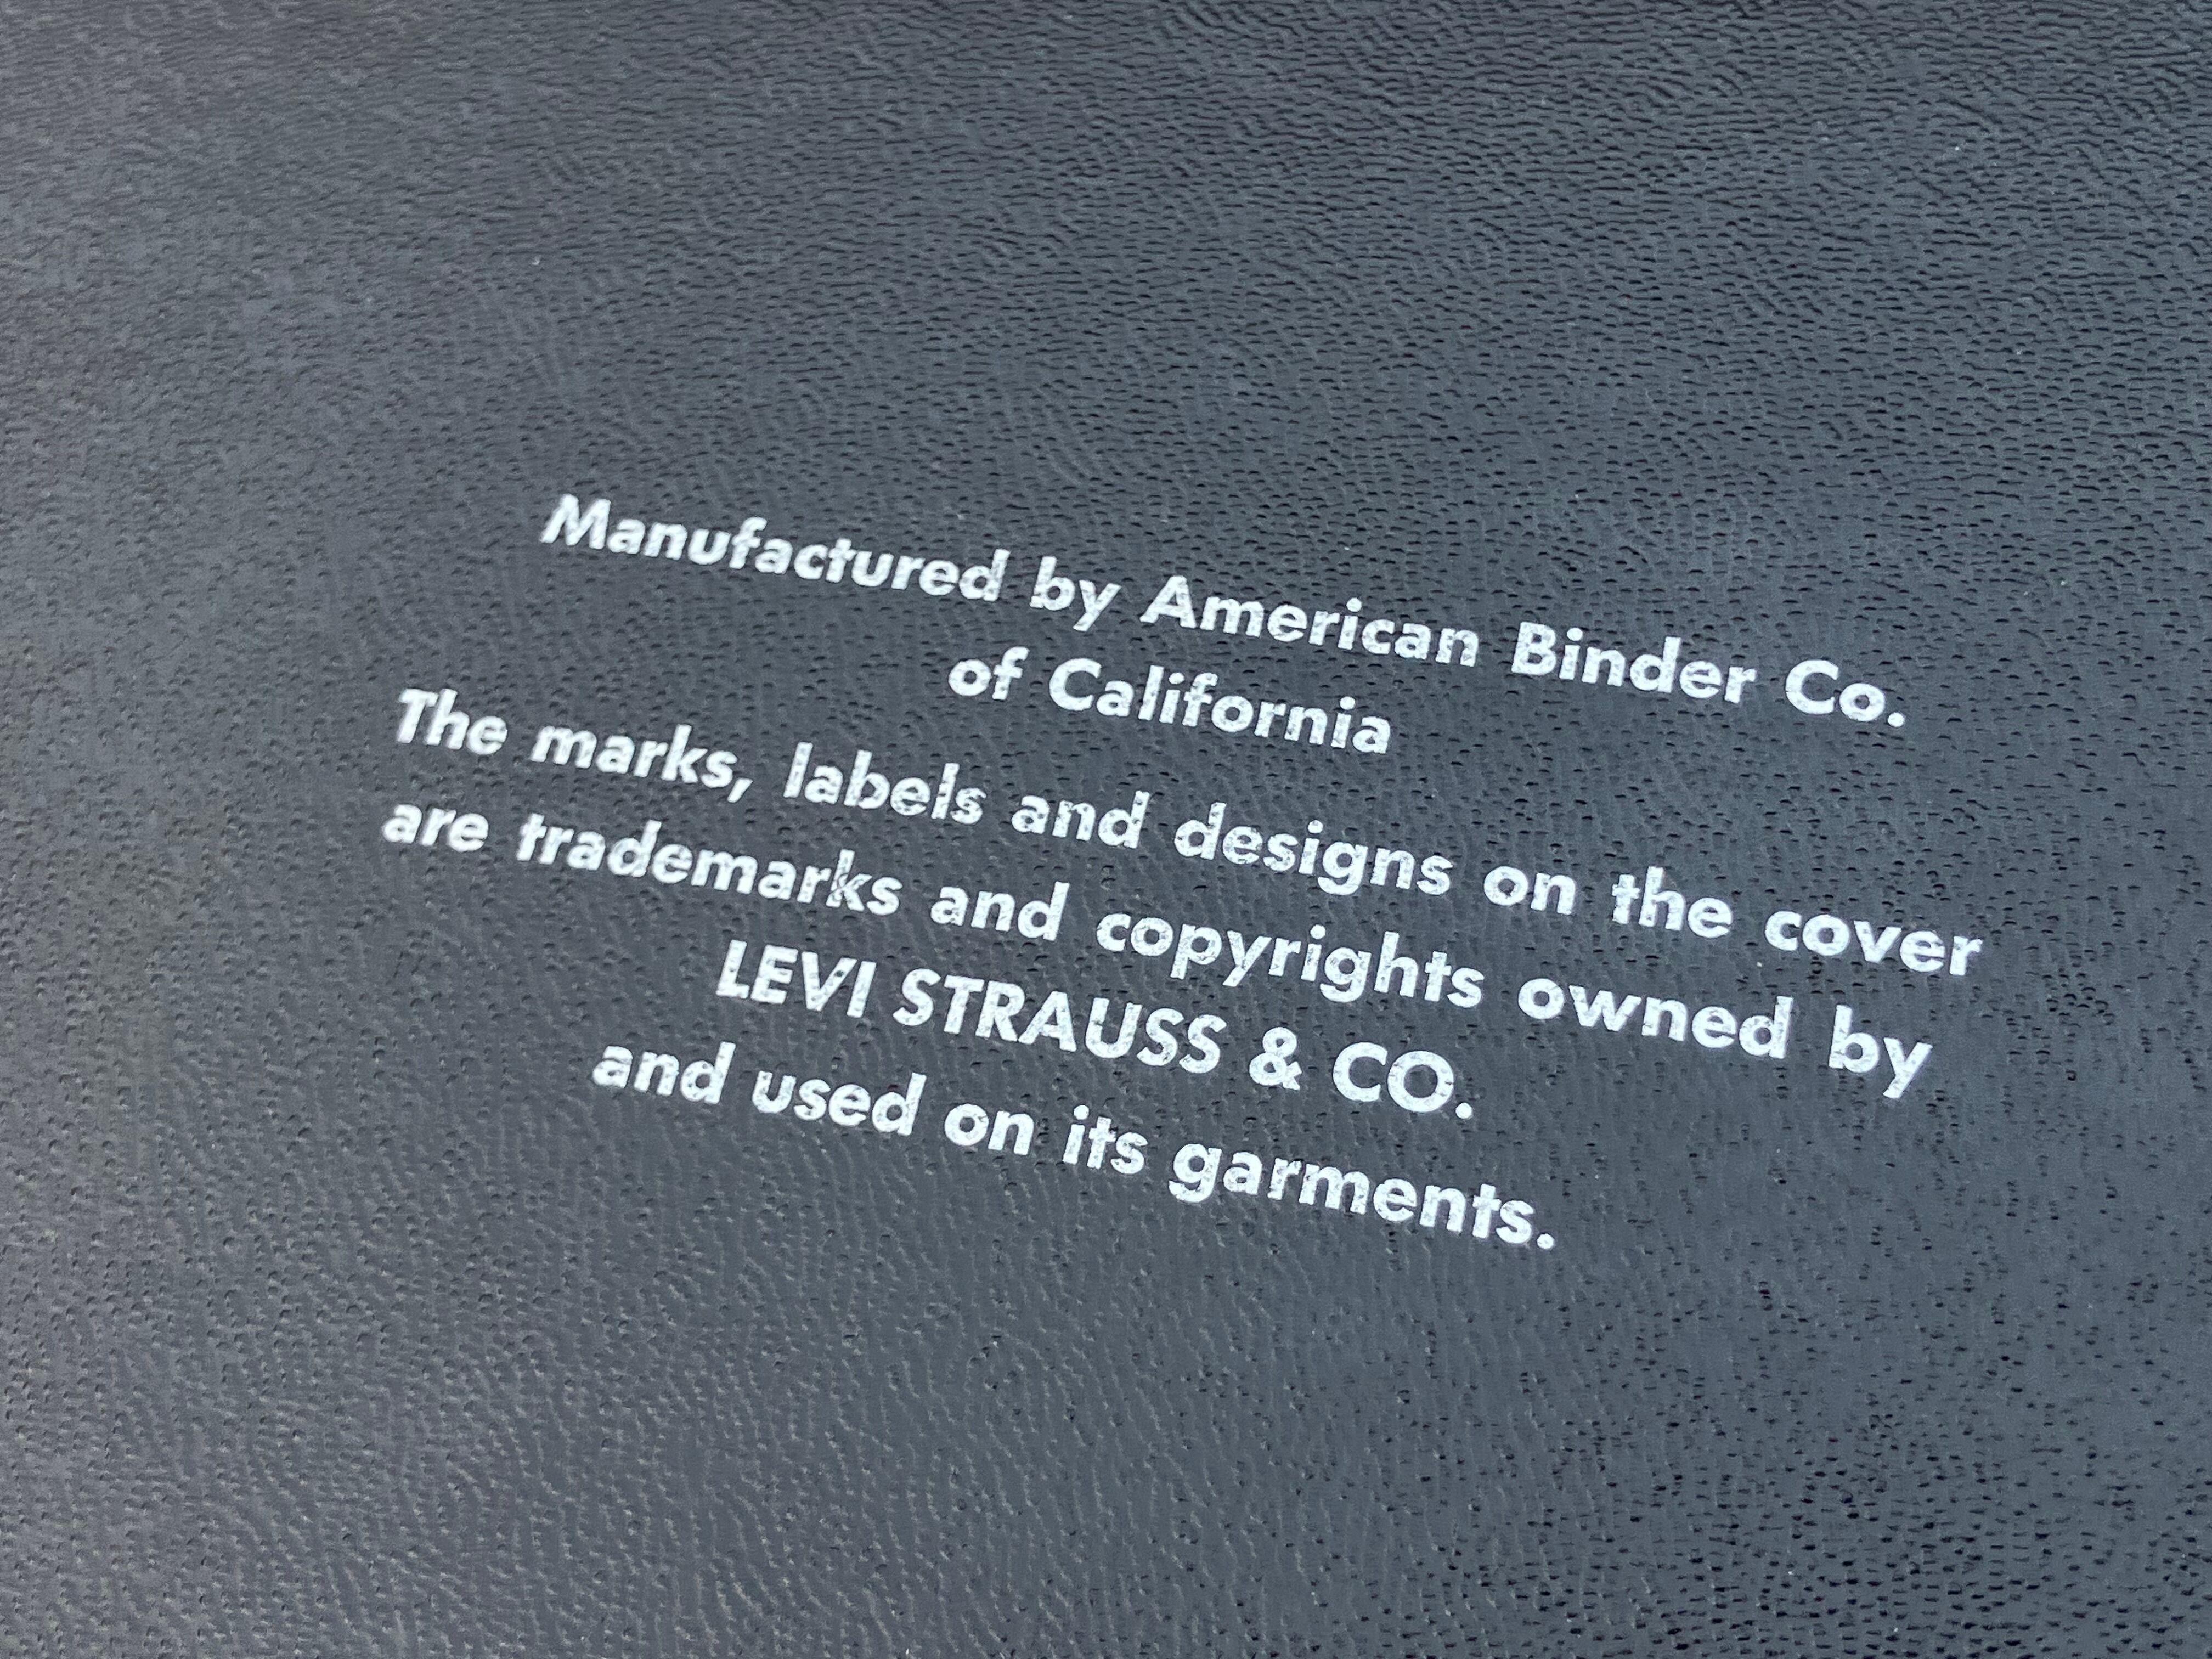 Manufactured by American Binder Co.
of California
The marks, labels and designs on the cover
are trademarks and copyrights owned by
LEVI STRAUSS & CO.
and used on its garments.